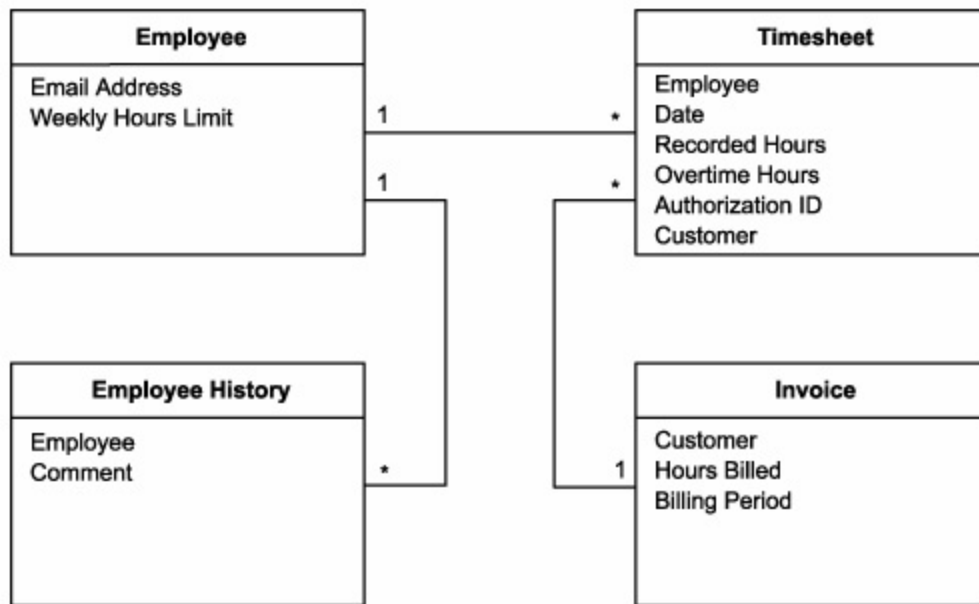 Employee
Email Address
Weekly Hours Limit
1
1
Timesheet
Employee
Date
Recorded Hours
Overtime Hours
Authorization ID
Customer
*
*
Employee History
Employee
Comment
*
Invoice
Customer
Hours Billed
Billing Period
1